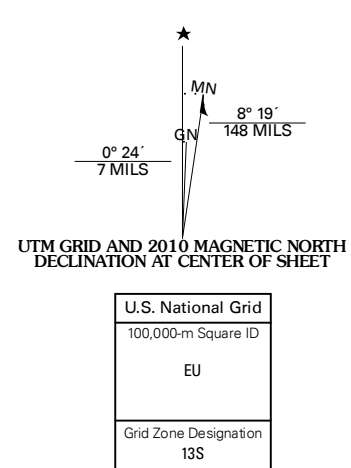 MN
8° 19´
148 MILS
GN
0° 24´
7 MILS
UTM GRID AND 2010 MAGNETIC NORTH
DECLINATION AT CENTER OF SHEET
U.S. National Grid
100,000-m Square ID
EU
Grid Zone Designation
13S